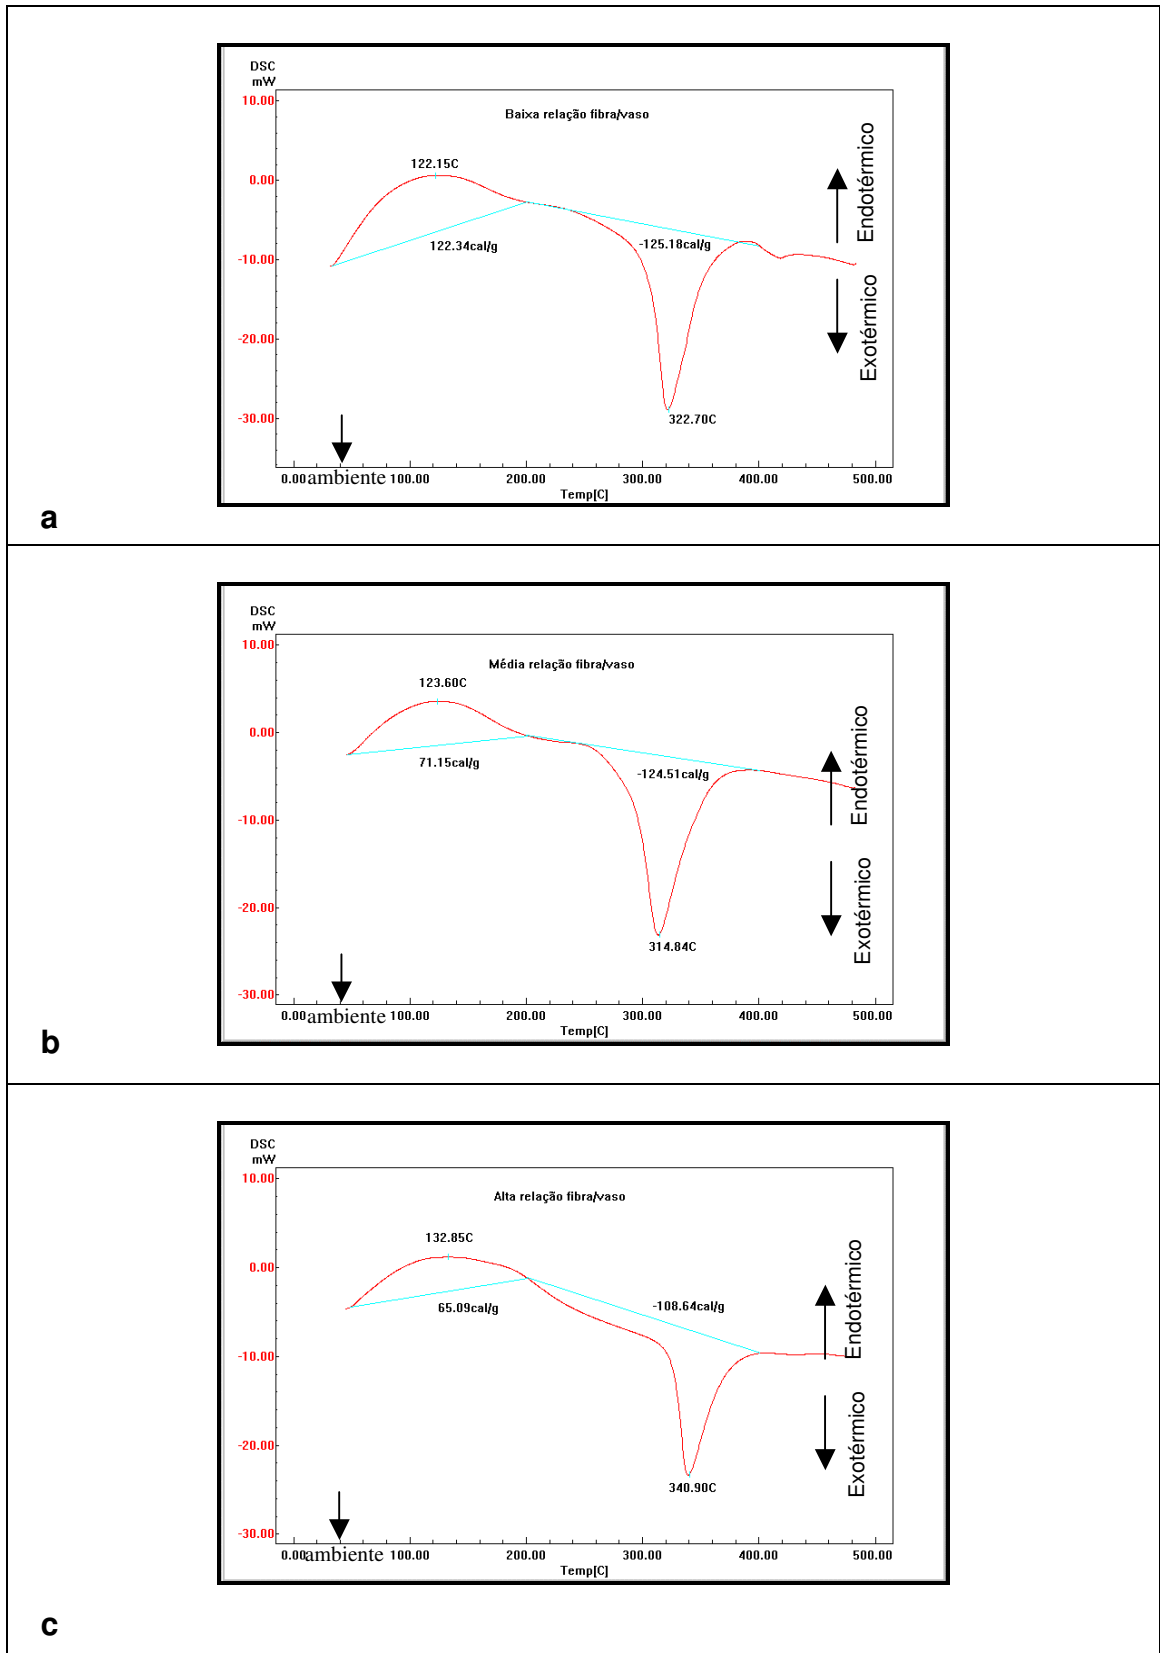 DSC
mW
Baixa relação fibra/vaso
10.00
0.00
-10.00
-20.00
-30.00
122.15C
122.34cal/g
-125.18cal/g
322.70C
Endotérmico
Exotérmico
0.00 ambiente 100.00 200.00 300.00 400.00 500.00
Temp[C]
a
DSC
mW
Média relação fibra/vaso
10.00
0.00
-10.00
-20.00
-30.00
123.60C
71.15cal/g
-124.51cal/g
314.84C
Endotérmico
Exotérmico
0.00 ambiente 100.00 200.00 300.00 400.00 500.00
Temp[C]
b
DSC
mW
Alta relação fibra/vaso
10.00
0.00
-10.00
-20.00
-30.00
132.85C
65.09cal/g
-108.64cal/g
340.90C
Endotérmico
Exotérmico
0.00 ambiente 100.00 200.00 300.00 400.00 500.00
Temp[C]
c